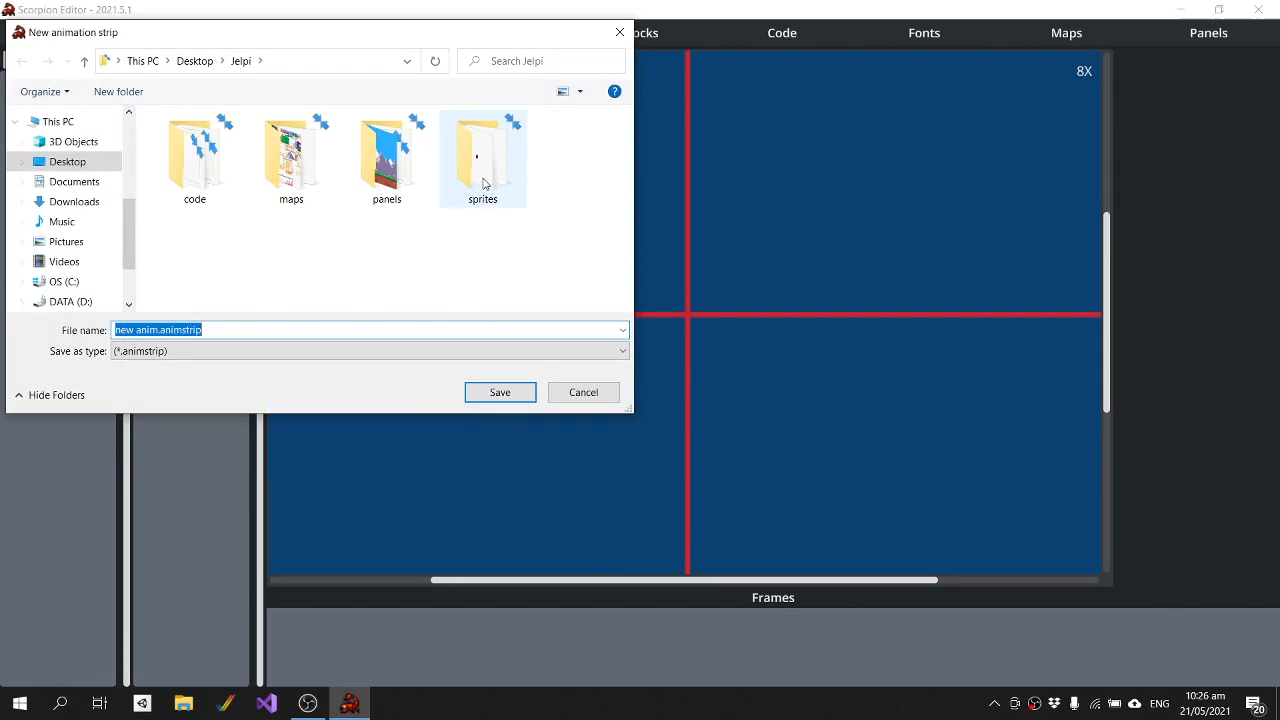 Scorpion Editor - 2021.5.1
New animation strip
ocks
Code
Fonts
Maps
Panels
This PC
Desktop
Jelpi
Search Jelpi
8X
Organize
New folder
?
This PC
3D Objects
Desktop
Documents
Downloads
Music
Pictures
Videos
OS (C:)
DATA (D:)
code
maps
panels
sprites
File name:
new anim.animstrip
Save as type:
(*.animstrip)
Hide Folders
Save
Cancel
Frames
ENG
10:26 am
21/05/2021
20